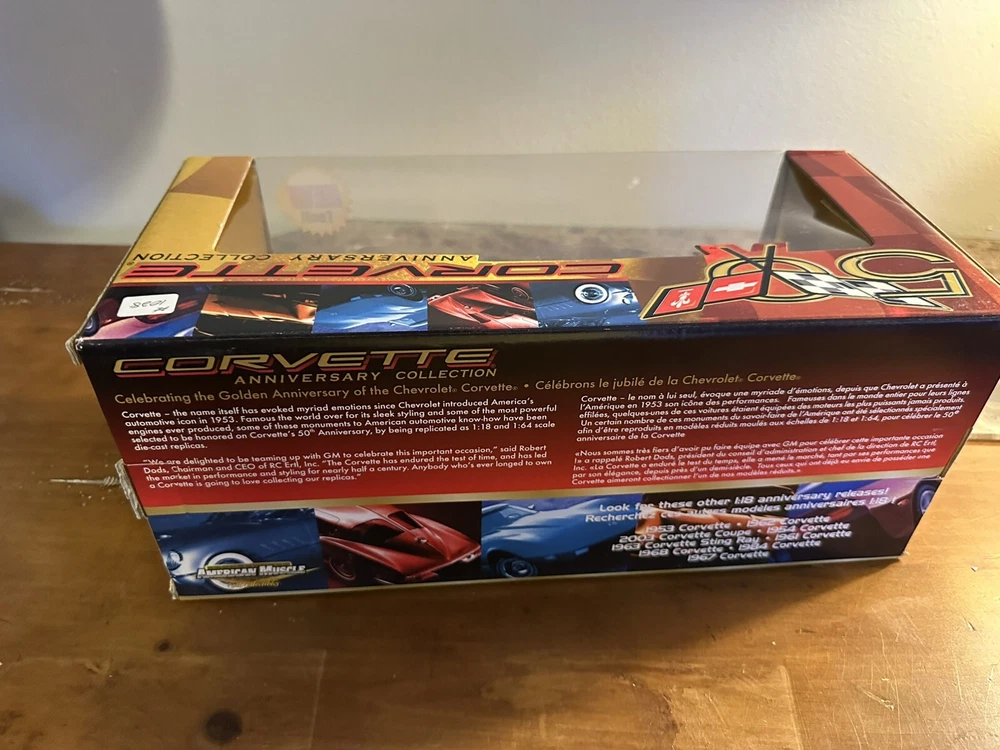 ANNIVERSARY COLLECTION
CORVETTE
50
CORVETTE
ANNIVERSARY COLLECTION
Celebrating the Golden Anniversary of the Chevrolet® Corvette® • Célébrons le jubilé de la Chevrolet® Corvette®
Corvette – the name itself has evoked myriad emotions since Chevrolet introduced America's
automotive icon in 1953. Famous the world over for its sleek styling and some of the most powerful
engines ever produced, some of these monuments to American automotive know-how have been
selected to be honored on Corvette's 50th Anniversary, by being replicated as 1:18 and 1:64 scale
die-cast replicas.
"We are delighted to be teaming up with GM to celebrate this important occasion," said Robert
Dods, Chairman and CEO of RC Ertl, Inc. "The Corvette has endured the test of time, and has led
the market in performance and styling for nearly half a century. Anybody who's ever longed to own
a Corvette is going to love collecting our replicas."
Corvette – le nom à lui seul, évoque une myriade d'émotions, depuis que Chevrolet a présenté à
l'Amérique en 1953 son icône des performances. Fameuses dans le monde entier pour leurs lignes
effilées, quelques-unes de ces voitures étaient équipées des moteurs les plus puissants jamais produits.
Un certain nombre de ces monuments du savoir-faire de l'Amérique ont été sélectionnés spécialement
afin d'être reproduits en modèles réduits moulés aux échelles de 1:18 et 1:64, pour célébrer le 50e
anniversaire de la Corvette
«Nous sommes très fiers d'avoir pu faire équipe avec GM pour célébrer cette importante occasion
!» a rappelé Robert Dods, président du conseil d'administration et chef de la direction de RC Ertl,
Inc. «La Corvette a enduré le test du temps, elle a mené le marché, tant par ses performances que
son élégance, depuis près d'un demi-siècle. Tous ceux qui ont déjà eu envie de posséder une
Corvette aimeront collectionner l'un de nos modèles réduits.»
Look for these other 1:18 anniversary releases!
modèles anniversaires 1:18 !
1953 Corvette • 1962 Corvette
2003 Corvette Coupe • 1954 Corvette
1963 Corvette Sting Ray • 1961 Corvette
1968 Corvette • 1984 Corvette
1967 Corvette
AMERICAN MUSCLE